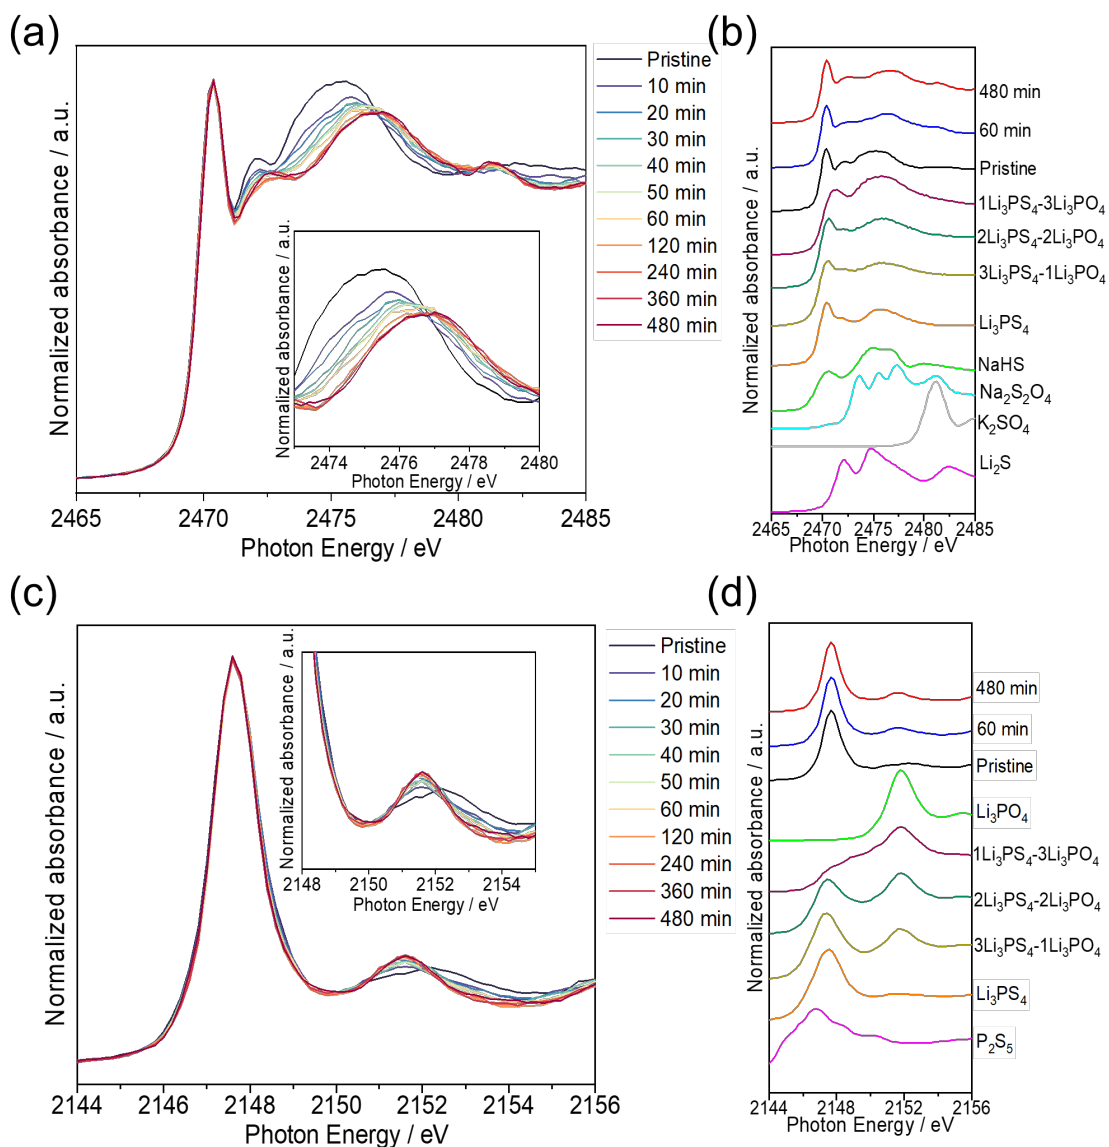 (a)
Normalized absorbance / a.u.
Pristine
10 min
20 min
30 min
40 min
50 min
60 min
120 min
240 min
360 min
480 min
Normalized absorbance / a.u.
2474 2476 2478 2480
Photon Energy / eV
2465 2470 2475 2480 2485
Photon Energy / eV
(b)
Normalized absorbance / a.u.
480 min
60 min
Pristine
1Li₃PS₄-3Li₃PO₄
2Li₃PS₄-2Li₃PO₄
3Li₃PS₄-1Li₃PO₄
Li₃PS₄
NaHS
Na₂S₂O₄
K₂SO₄
Li₂S
2465 2470 2475 2480 2485
Photon Energy / eV
(c)
Normalized absorbance / a.u.
Pristine
10 min
20 min
30 min
40 min
50 min
60 min
120 min
240 min
360 min
480 min
Normalized absorbance / a.u.
2148 2150 2152 2154
Photon Energy / eV
2144 2146 2148 2150 2152 2154 2156
Photon Energy / eV
(d)
Normalized absorbance / a.u.
480 min
60 min
Pristine
Li₃PO₄
1Li₃PS₄-3Li₃PO₄
2Li₃PS₄-2Li₃PO₄
3Li₃PS₄-1Li₃PO₄
Li₃PS₄
P₂S₅
2144 2148 2152 2156
Photon Energy / eV